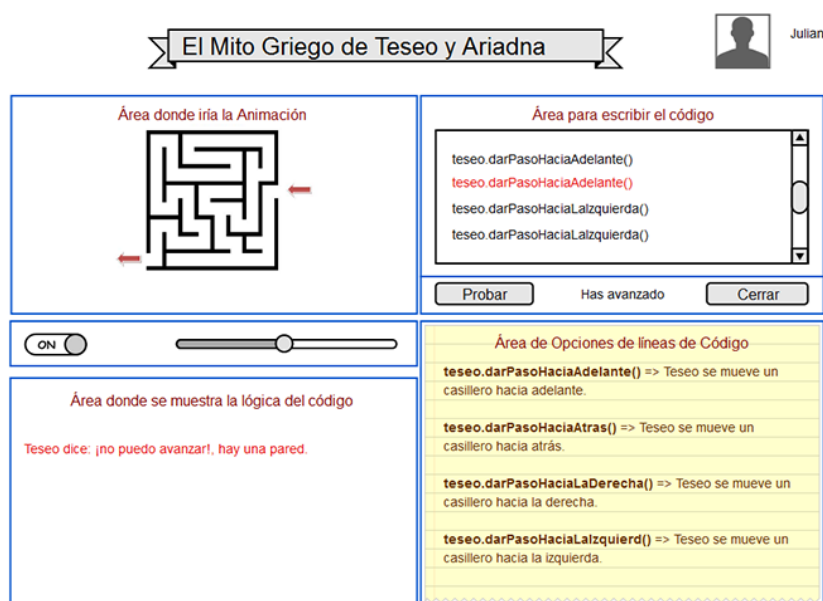 El Mito Griego de Teseo y Ariadna
Julian
Área donde iría la Animación
Área para escribir el código
teseo.darPasoHaciaAdelante()
teseo.darPasoHaciaAdelante()
teseo.darPasoHaciaLaIzquierda()
teseo.darPasoHaciaLaIzquierda()
Probar
Has avanzado
Cerrar
ON
Área donde se muestra la lógica del código
Teseo dice: ¡no puedo avanzar!, hay una pared.
Área de Opciones de líneas de Código
teseo.darPasoHaciaAdelante() => Teseo se mueve un
casillero hacia adelante.
teseo.darPasoHaciaAtras() => Teseo se mueve un
casillero hacia atrás.
teseo.darPasoHaciaLaDerecha() => Teseo se mueve un
casillero hacia la derecha.
teseo.darPasoHaciaLaIzquierd() => Teseo se mueve un
casillero hacia la izquierda.